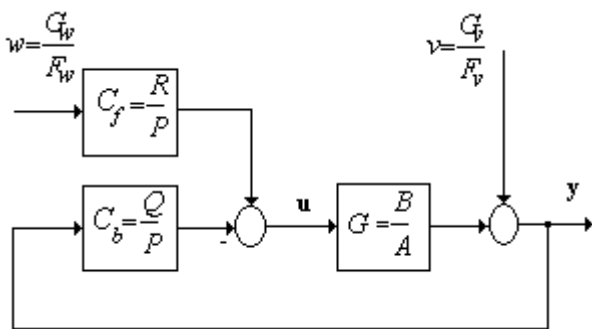 w=G_w/F_w
C_f=R/P
v=G_v/F_v
y
C_b=Q/P
-
u
G=B/A